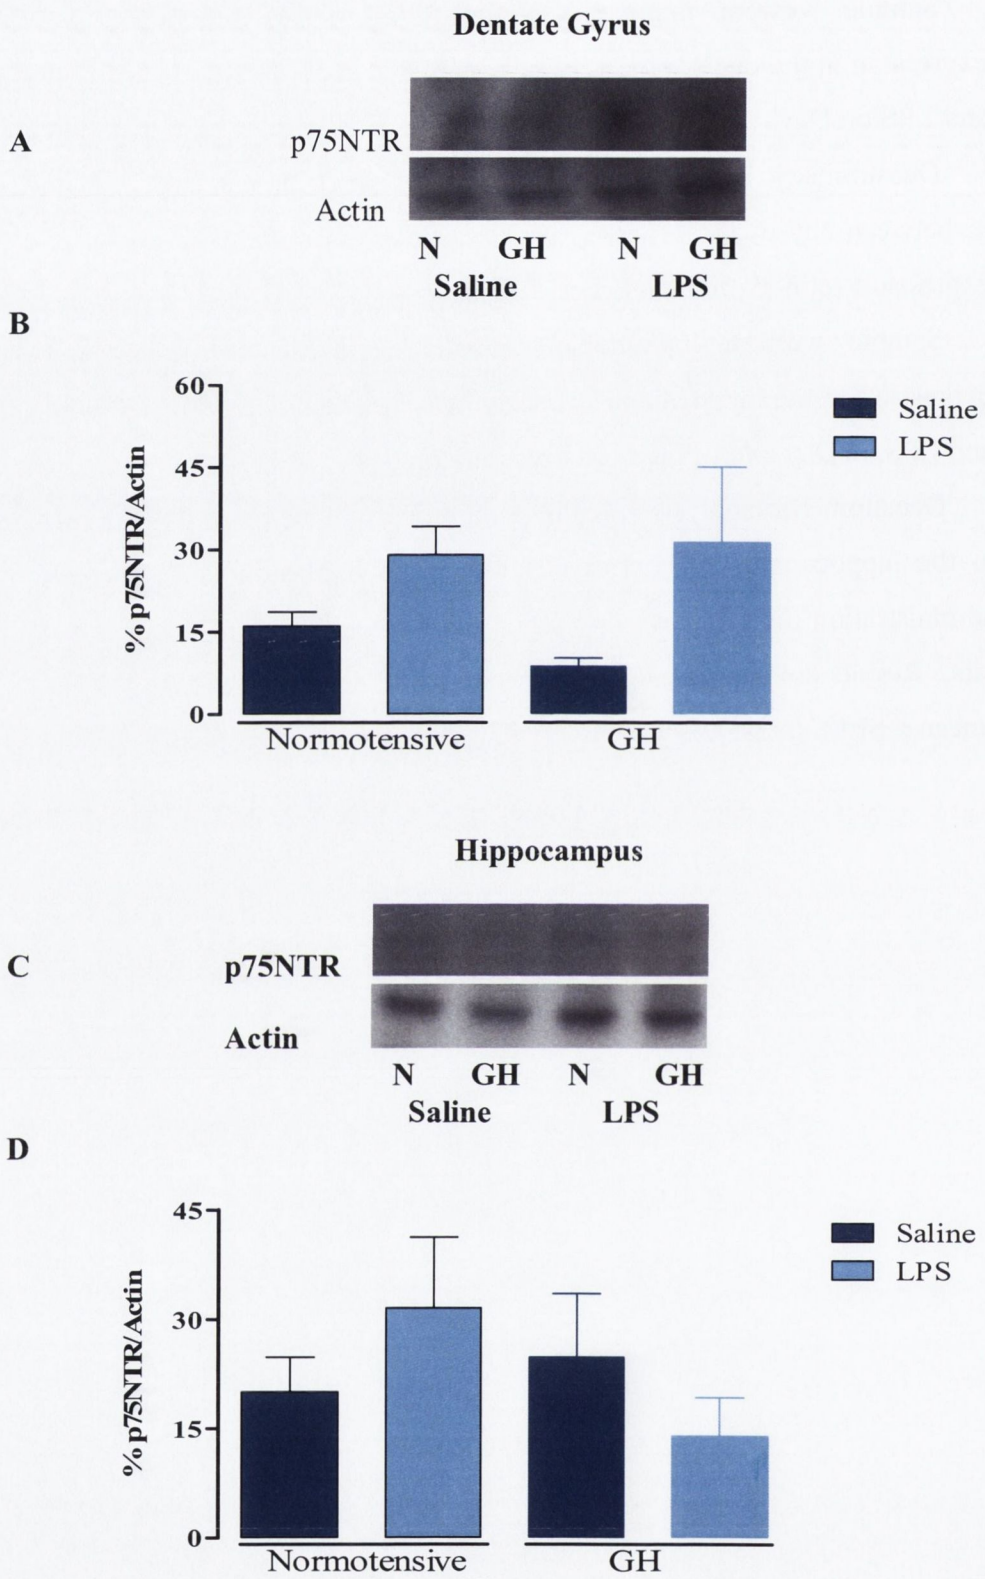 Dentate Gyrus
A
p75NTR
Actin
N GH N GH
Saline LPS
B
60
45
30
15
0
% p75NTR/Actin
Saline
LPS
Normotensive GH
Hippocampus
C
p75NTR
Actin
N GH N GH
Saline LPS
D
45
30
15
0
% p75NTR/Actin
Saline
LPS
Normotensive GH